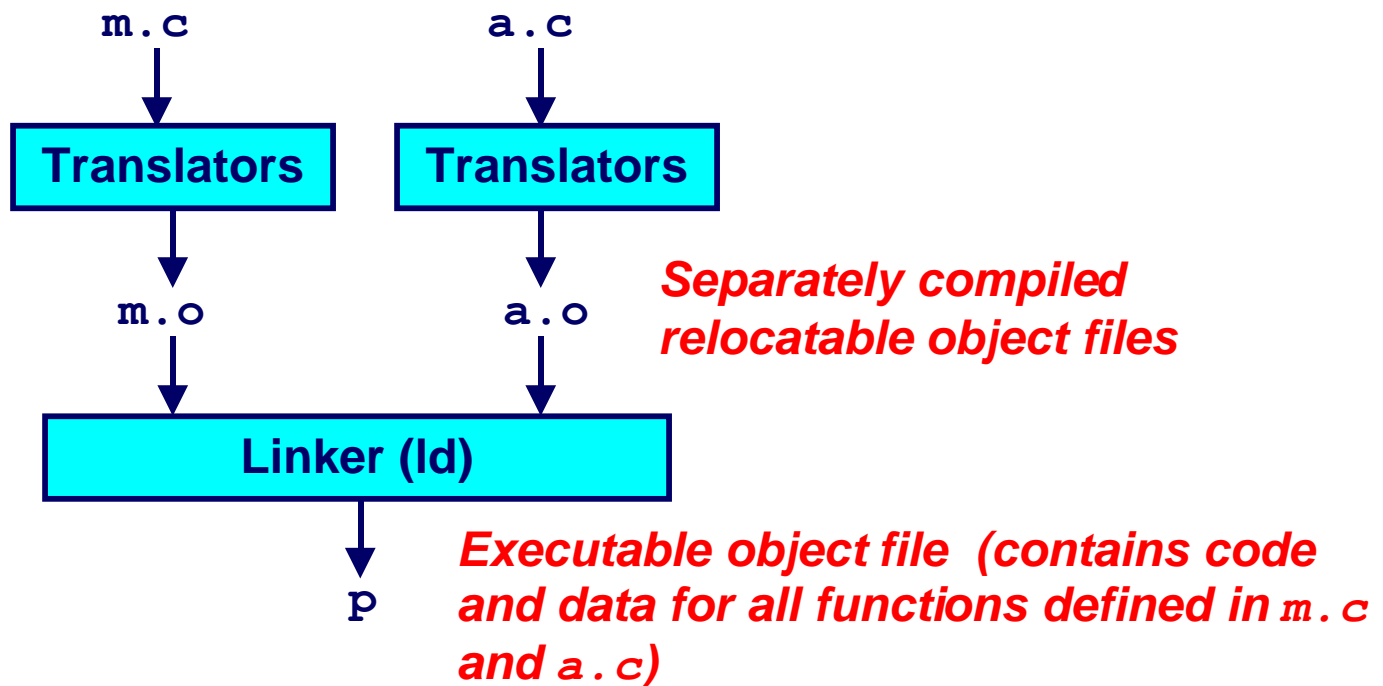 m.c
a.c
Translators
Translators
m.o
a.o
Separately compiled
relocatable object files
Linker (ld)
p
Executable object file (contains code
and data for all functions defined in m.c
and a.c)